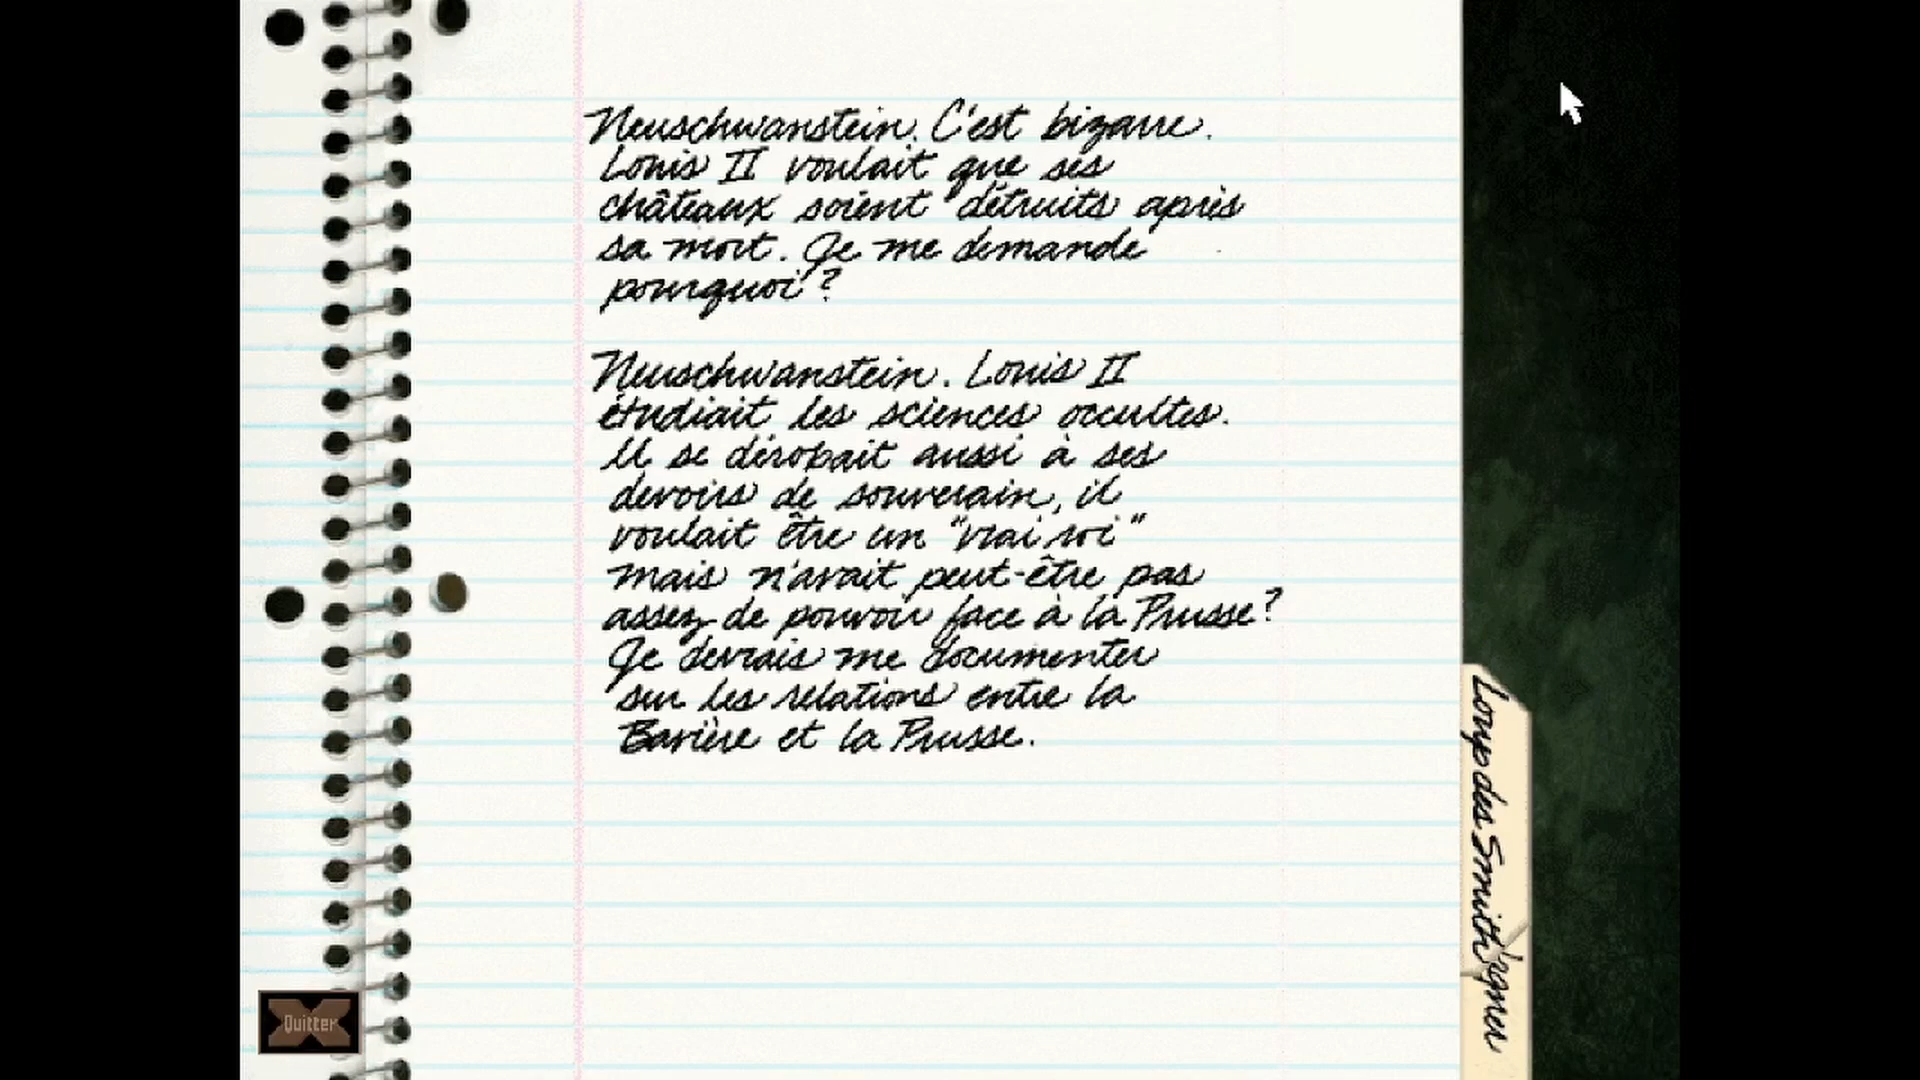 Neuschwanstein. C'est bizarre.
Louis II voulait que ses
châteaux soient détruits après
sa mort. Je me demande
pourquoi ?
Neuschwanstein. Louis II
étudiait les sciences occultes.
Il se dérobait aussi à ses
devoirs de souverain, il
voulait être un "vrai roi"
mais n'avait peut-être pas
assez de pouvoir face à la Prusse ?
Je devrais me documenter
sur les relations entre la
Bavière et la Prusse.
Loup des Smith
Quitter